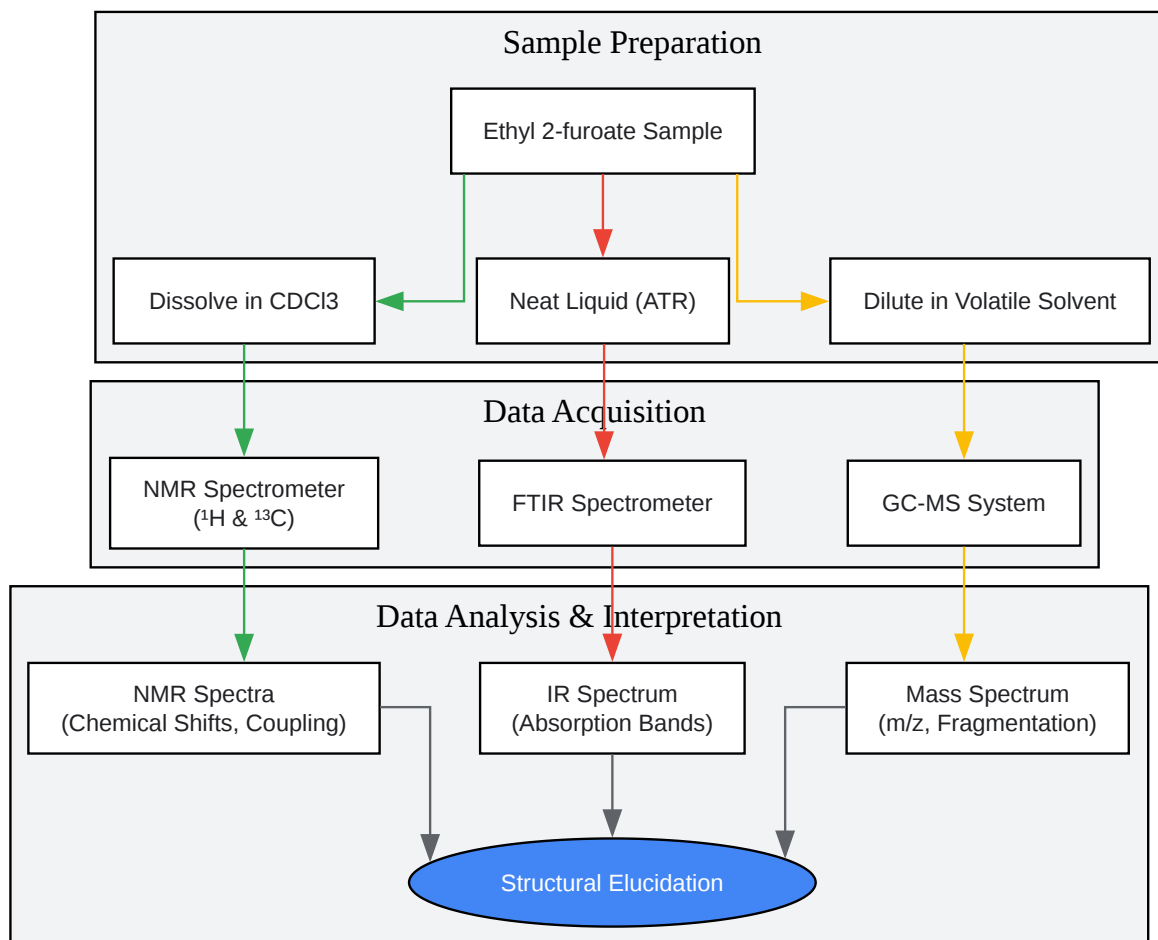 Sample Preparation
Ethyl 2-furoate Sample
Dissolve in CDCl3
Neat Liquid (ATR)
Dilute in Volatile Solvent
Data Acquisition
NMR Spectrometer
(¹H & ¹³C)
FTIR Spectrometer
GC-MS System
Data Analysis & Interpretation
NMR Spectra
(Chemical Shifts, Coupling)
IR Spectrum
(Absorption Bands)
Mass Spectrum
(m/z, Fragmentation)
Structural Elucidation